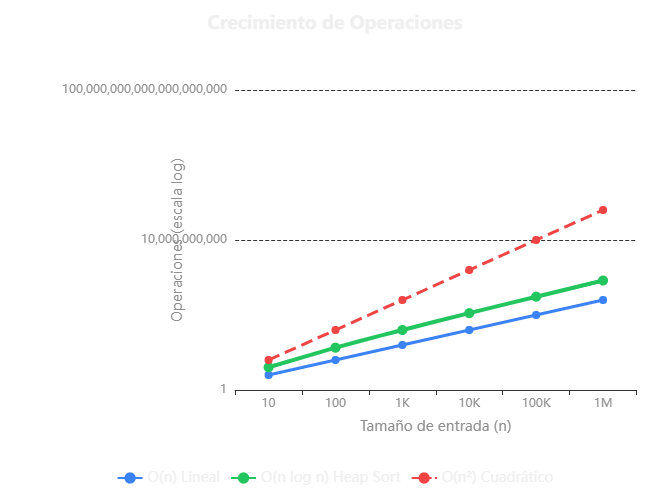 Crecimiento de Operaciones
100,000,000,000,000,000,000
Operaciones (escala log)
10,000,000,000
1
10 100 1K 10K 100K 1M
Tamaño de entrada (n)
O(n) Lineal O(n log n) Heap Sort O(n²) Cuadrático